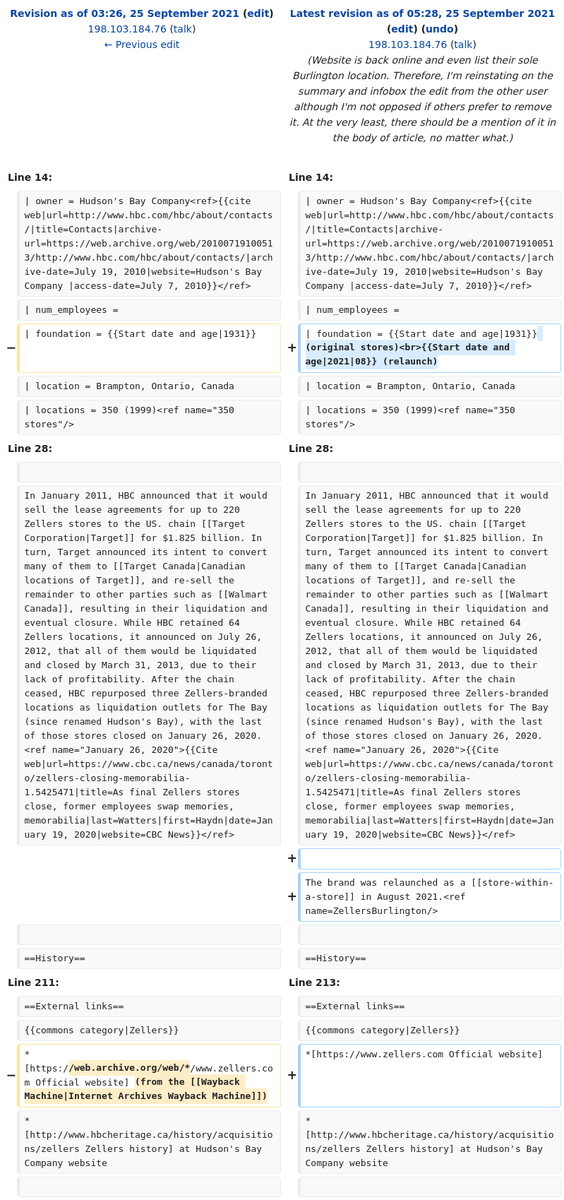 Revision as of 03:26, 25 September 2021 (edit)
198.103.184.76 (talk)
← Previous edit
Latest revision as of 05:28, 25 September 2021
(edit) (undo)
198.103.184.76 (talk)
(Website is back online and even list their sole
Burlington location. Therefore, I'm reinstating on the
summary and infobox the edit from the other user
although I'm not opposed if others prefer to remove
it. At the very least, there should be a mention of it in
the body of article, no matter what.)
Line 14:
Line 14:
| owner = Hudson's Bay Company<ref>{{cite
web|url=http://www.hbc.com/hbc/about/contacts
/|title=Contacts|archive-
url=https://web.archive.org/web/2010071910051
3/http://www.hbc.com/hbc/about/contacts/|arch
ive-date=July 19, 2010|website=Hudson's Bay
Company |access-date=July 7, 2010}}</ref>
| owner = Hudson's Bay Company<ref>{{cite
web|url=http://www.hbc.com/hbc/about/contacts
/|title=Contacts|archive-
url=https://web.archive.org/web/2010071910051
3/http://www.hbc.com/hbc/about/contacts/|arch
ive-date=July 19, 2010|website=Hudson's Bay
Company |access-date=July 7, 2010}}</ref>
| num_employees =
| num_employees =
− | foundation = {{Start date and age|1931}}
+ | foundation = {{Start date and age|1931}}
(original stores)<br>{{Start date and
age|2021|08}} (relaunch)
| location = Brampton, Ontario, Canada
| location = Brampton, Ontario, Canada
| locations = 350 (1999)<ref name="350
stores"/>
| locations = 350 (1999)<ref name="350
stores"/>
Line 28:
Line 28:
In January 2011, HBC announced that it would
sell the lease agreements for up to 220
Zellers stores to the US. chain [[Target
Corporation|Target]] for $1.825 billion. In
turn, Target announced its intent to convert
many of them to [[Target Canada|Canadian
locations of Target]], and re-sell the
remainder to other parties such as [[Walmart
Canada]], resulting in their liquidation and
eventual closure. While HBC retained 64
Zellers locations, it announced on July 26,
2012, that all of them would be liquidated
and closed by March 31, 2013, due to their
lack of profitability. After the chain
ceased, HBC repurposed three Zellers-branded
locations as liquidation outlets for The Bay
(since renamed Hudson's Bay), with the last
of those stores closed on January 26, 2020.
<ref name="January 26, 2020">{{Cite
web|url=https://www.cbc.ca/news/canada/toront
o/zellers-closing-memorabilia-
1.5425471|title=As final Zellers stores
close, former employees swap memories,
memorabilia|last=Watters|first=Haydn|date=Jan
uary 19, 2020|website=CBC News}}</ref>
In January 2011, HBC announced that it would
sell the lease agreements for up to 220
Zellers stores to the US. chain [[Target
Corporation|Target]] for $1.825 billion. In
turn, Target announced its intent to convert
many of them to [[Target Canada|Canadian
locations of Target]], and re-sell the
remainder to other parties such as [[Walmart
Canada]], resulting in their liquidation and
eventual closure. While HBC retained 64
Zellers locations, it announced on July 26,
2012, that all of them would be liquidated
and closed by March 31, 2013, due to their
lack of profitability. After the chain
ceased, HBC repurposed three Zellers-branded
locations as liquidation outlets for The Bay
(since renamed Hudson's Bay), with the last
of those stores closed on January 26, 2020.
<ref name="January 26, 2020">{{Cite
web|url=https://www.cbc.ca/news/canada/toront
o/zellers-closing-memorabilia-
1.5425471|title=As final Zellers stores
close, former employees swap memories,
memorabilia|last=Watters|first=Haydn|date=Jan
uary 19, 2020|website=CBC News}}</ref>
+
+ The brand was relaunched as a [[store-within-
a-store]] in August 2021.<ref
name=ZellersBurlington/>
==History==
==History==
Line 211:
Line 213:
==External links==
==External links==
{{commons category|Zellers}}
{{commons category|Zellers}}
− *
[https://web.archive.org/web/*/www.zellers.co
m Official website] (from the [[Wayback
Machine|Internet Archives Wayback Machine]])
+ *[https://www.zellers.com Official website]
*
[http://www.hbcheritage.ca/history/acquisitio
ns/zellers Zellers history] at Hudson's Bay
Company website
*
[http://www.hbcheritage.ca/history/acquisitio
ns/zellers Zellers history] at Hudson's Bay
Company website